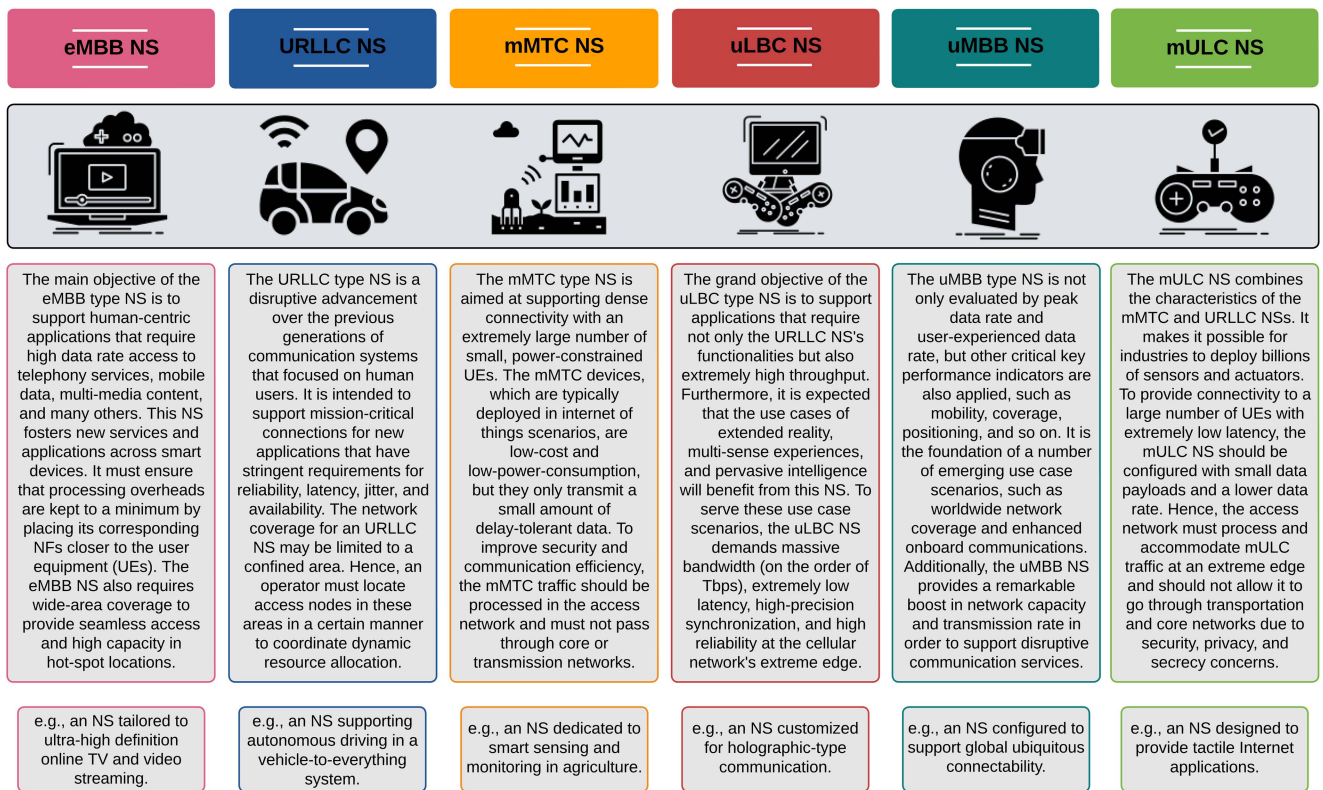 eMBB NS
URLLC NS
mMTC NS
uLBC NS
uMBB NS
mULC NS
The main objective of the
eMBB type NS is to
support human-centric
applications that require
high data rate access to
telephony services, mobile
data, multi-media content,
and many others. This NS
fosters new services and
applications across smart
devices. It must ensure
that processing overheads
are kept to a minimum by
placing its corresponding
NFs closer to the user
equipment (UEs). The
eMBB NS also requires
wide-area coverage to
provide seamless access
and high capacity in
hot-spot locations.
The URLLC type NS is a
disruptive advancement
over the previous
generations of
communication systems
that focused on human
users. It is intended to
support mission-critical
connections for new
applications that have
stringent requirements for
reliability, latency, jitter, and
availability. The network
coverage for an URLLC
NS may be limited to a
confined area. Hence, an
operator must locate
access nodes in these
areas in a certain manner
to coordinate dynamic
resource allocation.
The mMTC type NS is
aimed at supporting dense
connectivity with an
extremely large number of
small, power-constrained
UEs. The mMTC devices,
which are typically
deployed in internet of
things scenarios, are
low-cost and
low-power-consumption,
but they only transmit a
small amount of
delay-tolerant data. To
improve security and
communication efficiency,
the mMTC traffic should be
processed in the access
network and must not pass
through core or
transmission networks.
The grand objective of the
uLBC type NS is to support
applications that require
not only the URLLC NS's
functionalities but also
extremely high throughput.
Furthermore, it is expected
that the use cases of
extended reality,
multi-sense experiences,
and pervasive intelligence
will benefit from this NS. To
serve these use case
scenarios, the uLBC NS
demands massive
bandwidth (on the order of
Tbps), extremely low
latency, high-precision
synchronization, and high
reliability at the cellular
network's extreme edge.
The uMBB type NS is not
only evaluated by peak
data rate and
user-experienced data
rate, but other critical key
performance indicators are
also applied, such as
mobility, coverage,
positioning, and so on. It is
the foundation of a number
of emerging use case
scenarios, such as
worldwide network
coverage and enhanced
onboard communications.
Additionally, the uMBB NS
provides a remarkable
boost in network capacity
and transmission rate in
order to support disruptive
communication services.
The mULC NS combines
the characteristics of the
mMTC and URLLC NSs. It
makes it possible for
industries to deploy billions
of sensors and actuators.
To provide connectivity to a
large number of UEs with
extremely low latency, the
mULC NS should be
configured with small data
payloads and a lower data
rate. Hence, the access
network must process and
accommodate mULC
traffic at an extreme edge
and should not allow it to
go through transportation
and core networks due to
security, privacy, and
secrecy concerns.
e.g., an NS tailored to
ultra-high definition
online TV and video
streaming.
e.g., an NS supporting
autonomous driving in a
vehicle-to-everything
system.
e.g., an NS dedicated to
smart sensing and
monitoring in agriculture.
e.g., an NS customized
for holographic-type
communication.
e.g., an NS configured to
support global ubiquitous
connectability.
e.g., an NS designed to
provide tactile Internet
applications.